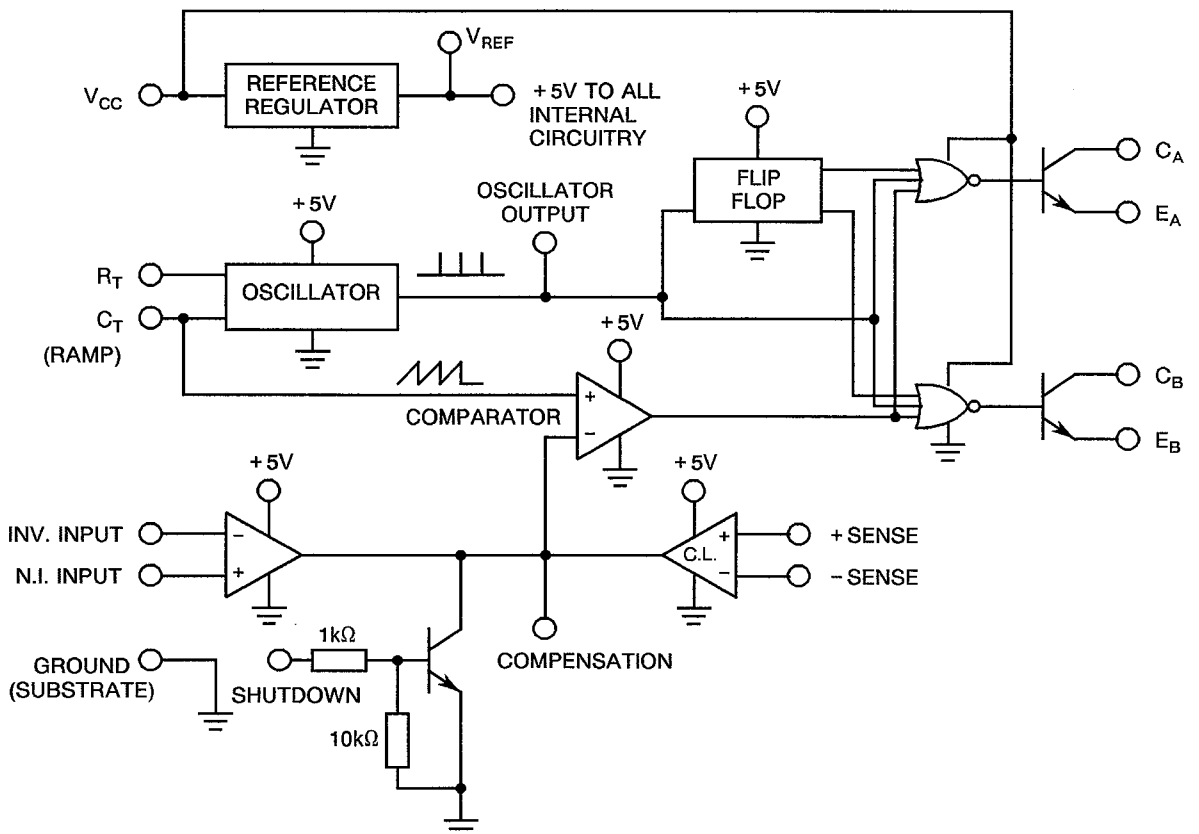 V_REF
V_CC
REFERENCE
REGULATOR
+5V TO ALL
INTERNAL
CIRCUITRY
+5V
FLIP
FLOP
C_A
E_A
OSCILLATOR
OUTPUT
+5V
R_T
OSCILLATOR
C_T
(RAMP)
+5V
COMPARATOR
+
−
C_B
E_B
+5V
+5V
INV. INPUT
−
N.I. INPUT
+
C.L.
+
−
+ SENSE
− SENSE
1kΩ
COMPENSATION
GROUND
(SUBSTRATE)
SHUTDOWN
10kΩ